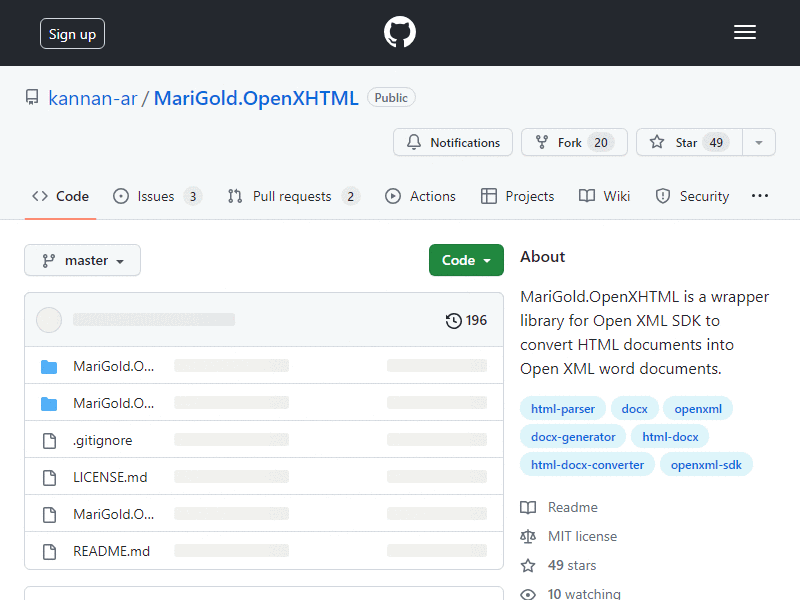 Sign up
kannan-ar / MariGold.OpenXHTML Public
Notifications Fork 20 Star 49
Code Issues 3 Pull requests 2 Actions Projects Wiki Security
master Code
196
MariGold.O...
MariGold.O...
.gitignore
LICENSE.md
MariGold.O...
README.md
About
MariGold.OpenXHTML is a wrapper
library for Open XML SDK to
convert HTML documents into
Open XML word documents.
html-parser docx openxml
docx-generator html-docx
html-docx-converter openxml-sdk
Readme
MIT license
49 stars
10 watching